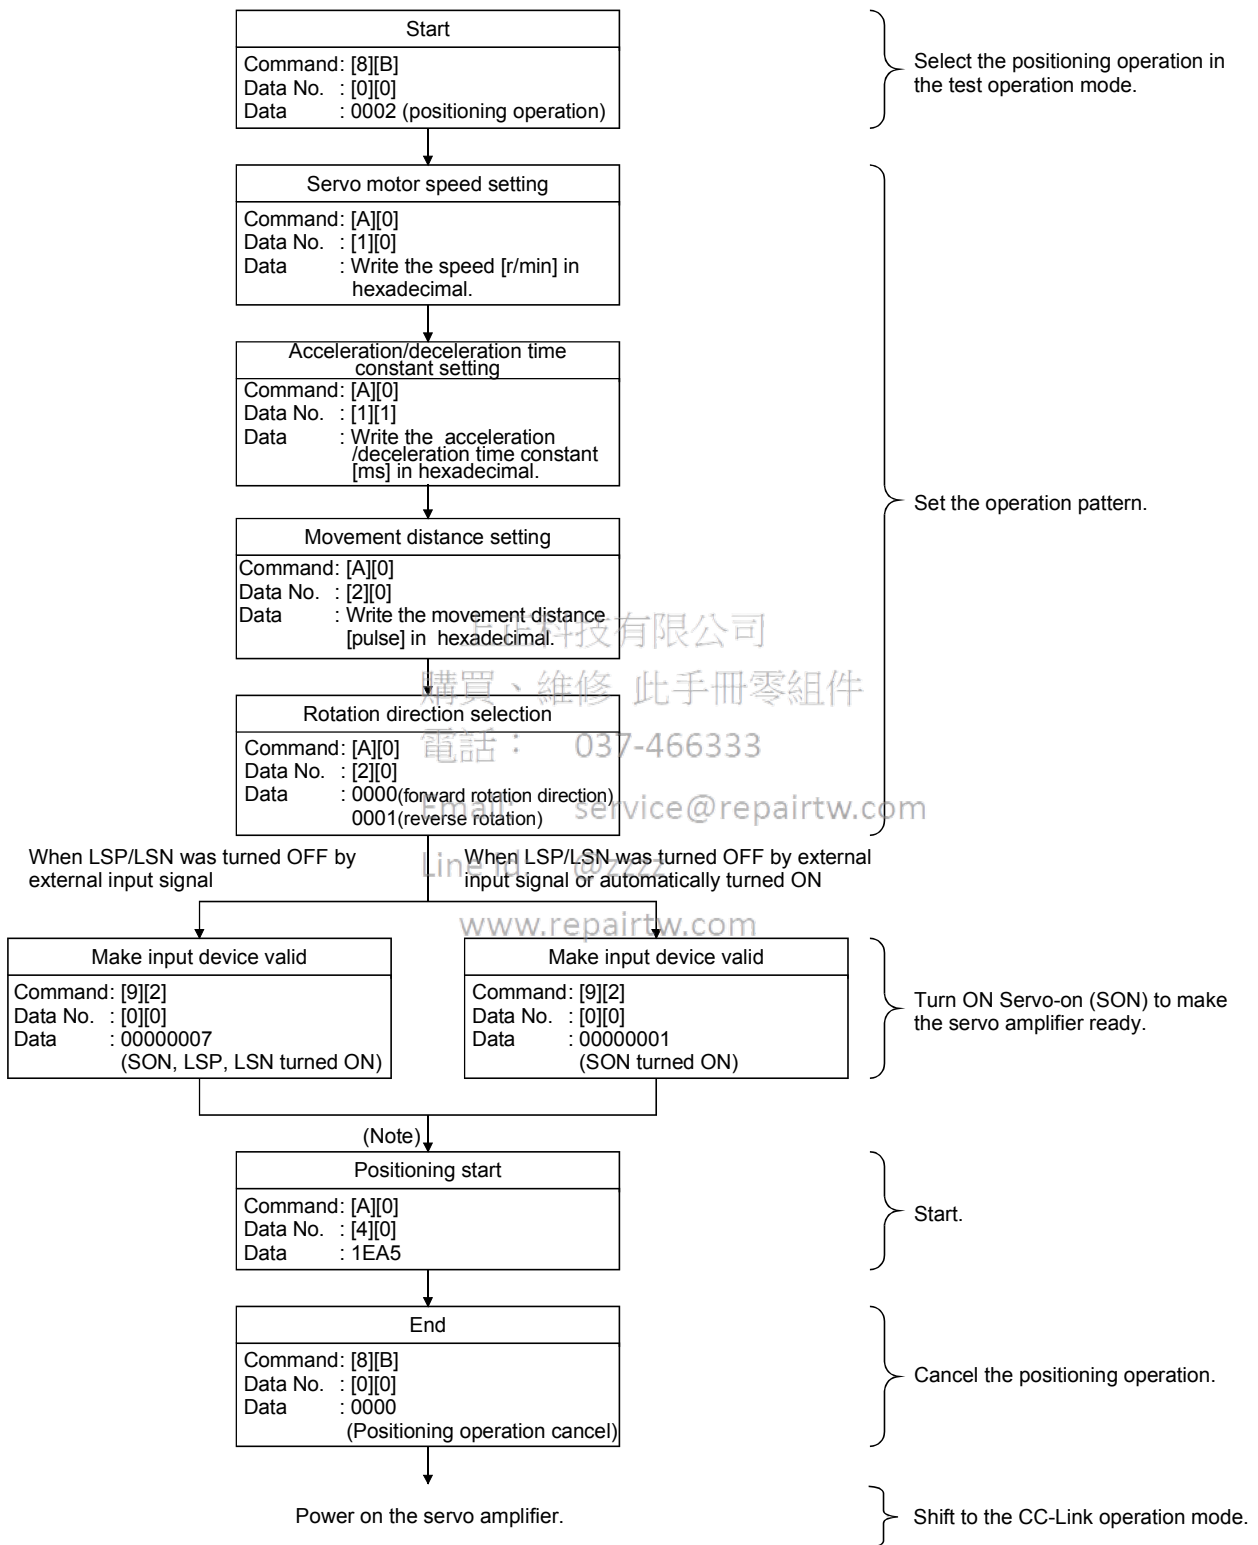 Start
Command: [8][B]
Data No. : [0][0]
Data : 0002 (positioning operation)
Select the positioning operation in
the test operation mode.
Servo motor speed setting
Command: [A][0]
Data No. : [1][0]
Data : Write the speed [r/min] in
hexadecimal.
Acceleration/deceleration time
constant setting
Command: [A][0]
Data No. : [1][1]
Data : Write the acceleration
/deceleration time constant
[ms] in hexadecimal.
Set the operation pattern.
Movement distance setting
Command: [A][0]
Data No. : [2][0]
Data : Write the movement distance
[pulse] in hexadecimal.
上正科技有限公司
購買、維修 此手冊零組件
Rotation direction selection
Command: [A][0]
Data No. : [2][0]
Data : 0000(forward rotation direction)
0001(reverse rotation)
電話: 037-466333
Email: service@repairtw.com
When LSP/LSN was turned OFF by
external input signal
When LSP/LSN was turned OFF by external
input signal or automatically turned ON
Line id: @zzzz
www.repairtw.com
Make input device valid
Command: [9][2]
Data No. : [0][0]
Data : 00000007
(SON, LSP, LSN turned ON)
Make input device valid
Command: [9][2]
Data No. : [0][0]
Data : 00000001
(SON turned ON)
Turn ON Servo-on (SON) to make
the servo amplifier ready.
(Note)
Positioning start
Command: [A][0]
Data No. : [4][0]
Data : 1EA5
Start.
End
Command: [8][B]
Data No. : [0][0]
Data : 0000
(Positioning operation cancel)
Cancel the positioning operation.
Power on the servo amplifier.
Shift to the CC-Link operation mode.